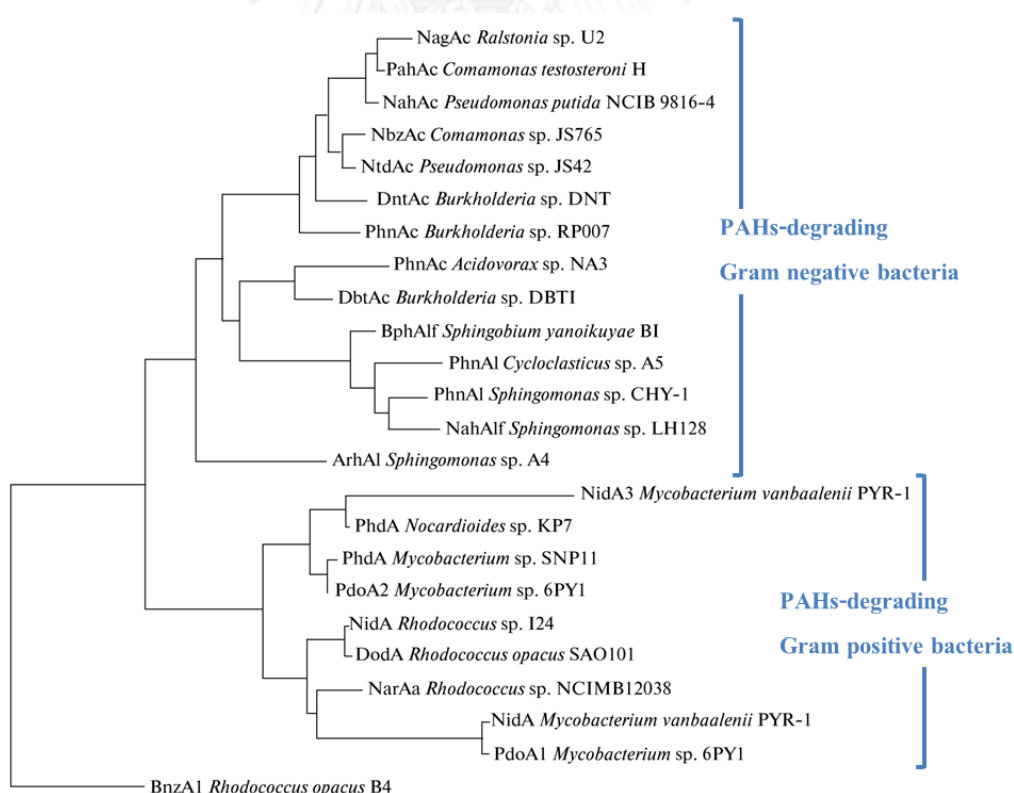 NagAc Ralstonia sp. U2
PahAc Comamonas testosteroni H
NahAc Pseudomonas putida NCIB 9816-4
NbzAc Comamonas sp. JS765
NtdAc Pseudomonas sp. JS42
DntAc Burkholderia sp. DNT
PhnAc Burkholderia sp. RP007
PhnAc Acidovorax sp. NA3
DbtAc Burkholderia sp. DBTI
BphAlf Sphingobium yanoikuyae BI
PhnAl Cycloclasticus sp. A5
PhnAl Sphingomonas sp. CHY-1
NahAlf Sphingomonas sp. LH128
ArhAl Sphingomonas sp. A4
PAHs-degrading
Gram negative bacteria
NidA3 Mycobacterium vanbaalenii PYR-1
PhdA Nocardioides sp. KP7
PhdA Mycobacterium sp. SNP11
PdoA2 Mycobacterium sp. 6PY1
NidA Rhodococcus sp. I24
DodA Rhodococcus opacus SAO101
NarAa Rhodococcus sp. NCIMB12038
NidA Mycobacterium vanbaalenii PYR-1
PdoA1 Mycobacterium sp. 6PY1
PAHs-degrading
Gram positive bacteria
BnzA1 Rhodococcus opacus B4